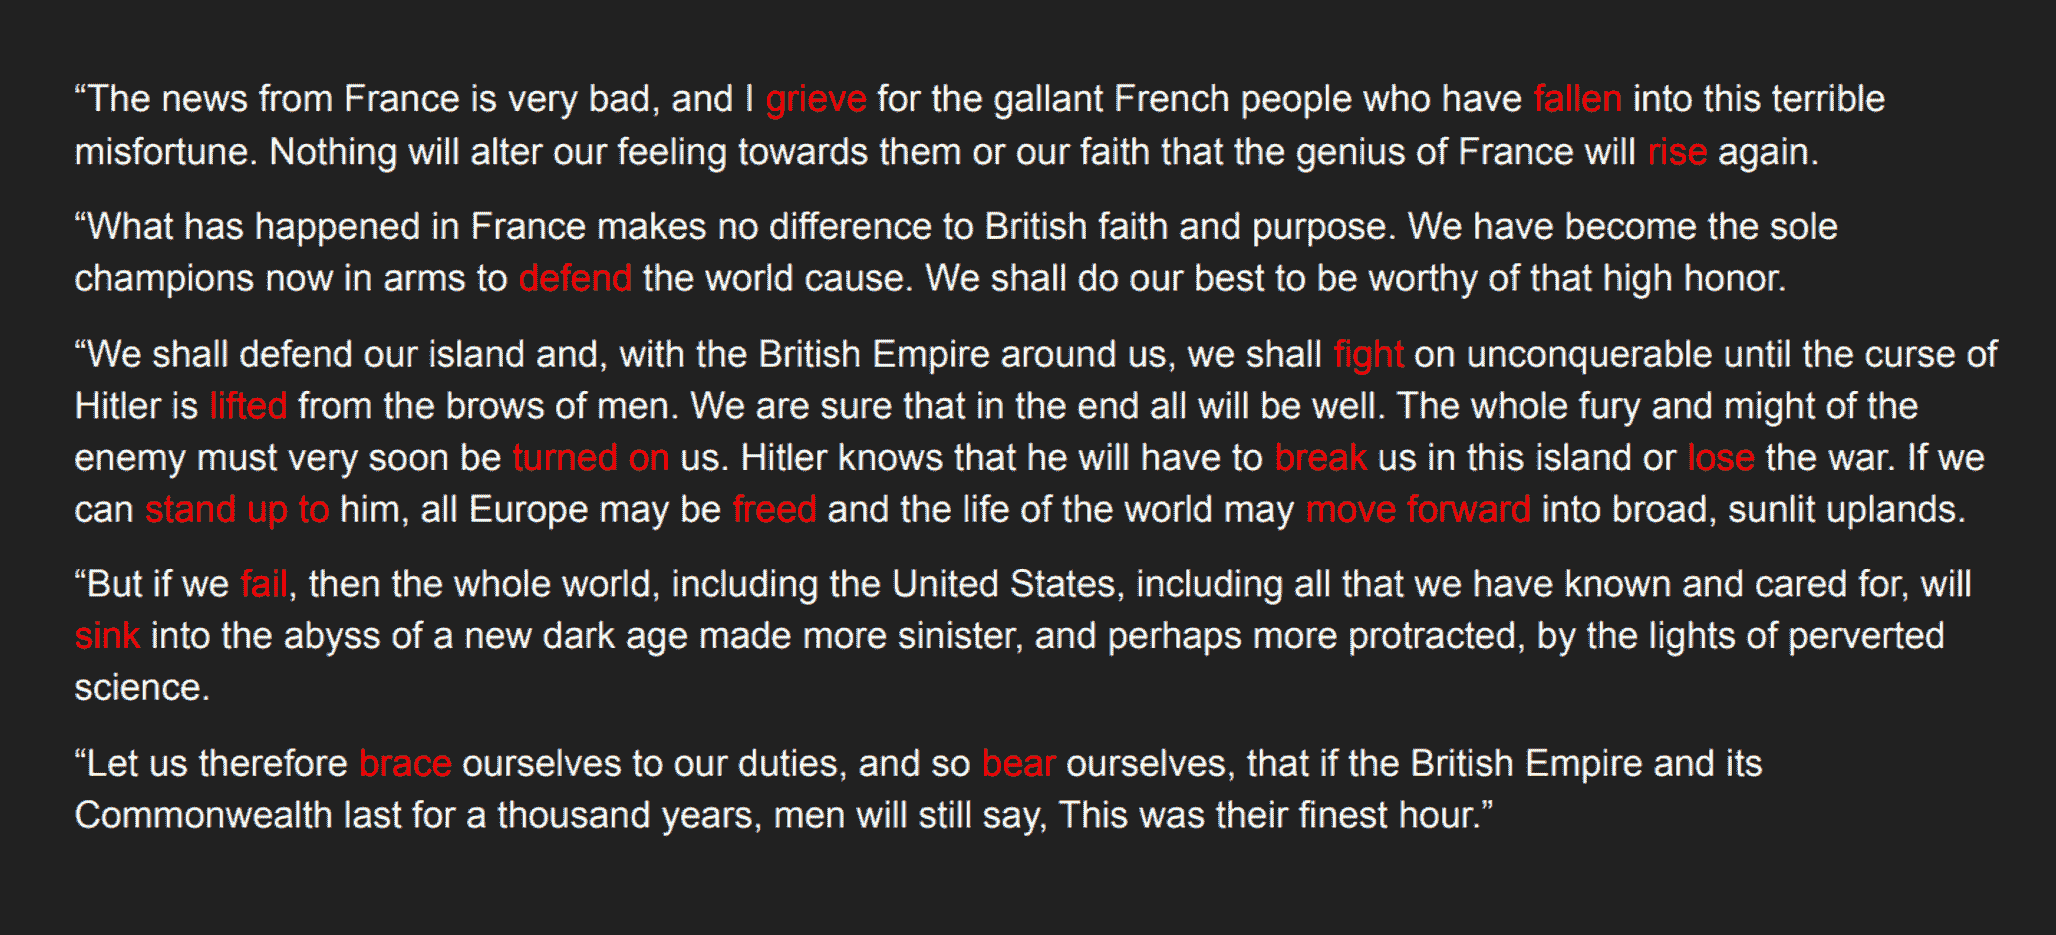 “The news from France is very bad, and I grieve for the gallant French people who have fallen into this terrible
misfortune. Nothing will alter our feeling towards them or our faith that the genius of France will rise again.
“What has happened in France makes no difference to British faith and purpose. We have become the sole
champions now in arms to defend the world cause. We shall do our best to be worthy of that high honor.
“We shall defend our island and, with the British Empire around us, we shall fight on unconquerable until the curse of
Hitler is lifted from the brows of men. We are sure that in the end all will be well. The whole fury and might of the
enemy must very soon be turned on us. Hitler knows that he will have to break us in this island or lose the war. If we
can stand up to him, all Europe may be freed and the life of the world may move forward into broad, sunlit uplands.
“But if we fail, then the whole world, including the United States, including all that we have known and cared for, will
sink into the abyss of a new dark age made more sinister, and perhaps more protracted, by the lights of perverted
science.
“Let us therefore brace ourselves to our duties, and so bear ourselves, that if the British Empire and its
Commonwealth last for a thousand years, men will still say, This was their finest hour.”